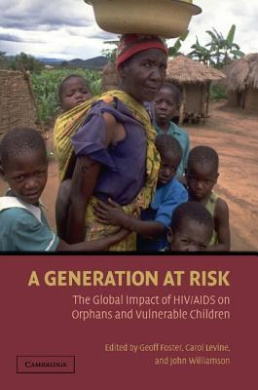 A GENERATION AT RISK
The Global Impact of HIV/AIDS on
Orphans and Vulnerable Children
Edited by Geoff Foster, Carol Levine,
and John Williamson
CAMBRIDGE